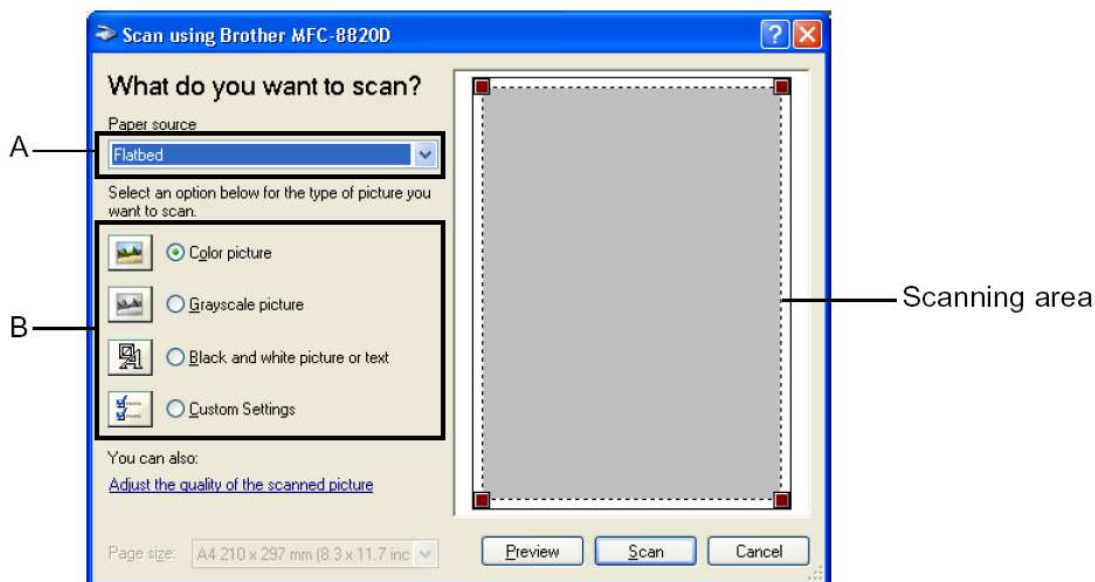 Scan using Brother MFC-8820D
What do you want to scan?
Paper source
A
Flatbed
Select an option below for the type of picture you
want to scan.
B
Color picture
Grayscale picture
Black and white picture or text
Custom Settings
You can also:
Adjust the quality of the scanned picture
Page size:
A4 210 x 297 mm (8.3 x 11.7 inc
Preview
Scan
Cancel
Scanning area